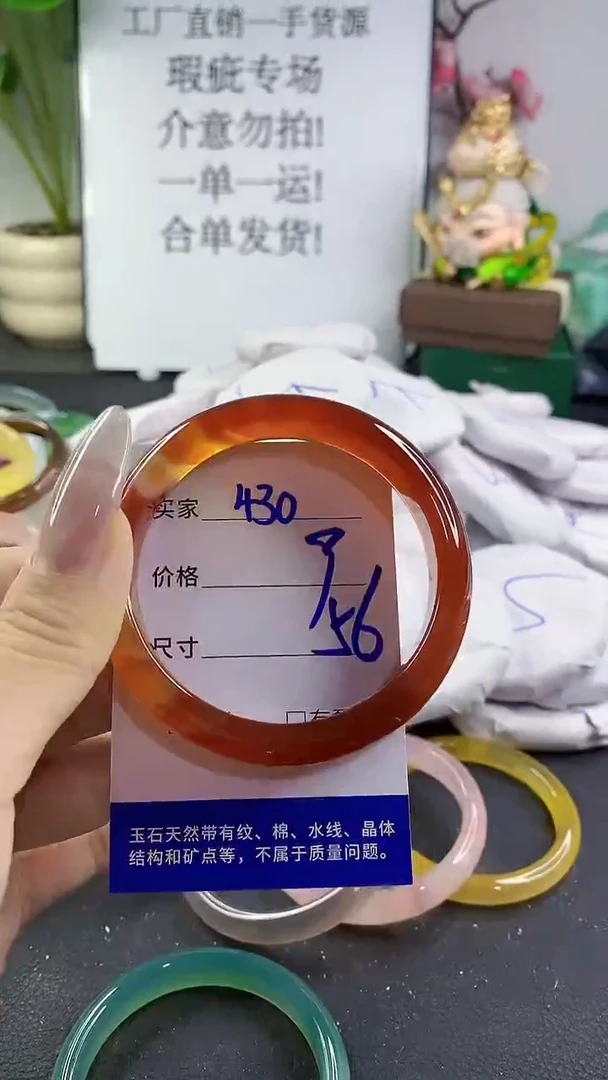 工厂直销一手货源
瑕疵专场
介意勿拍!
一单一运!
合单发货!
买家 430
价格
尺寸 56
玉石天然带有纹、棉、水线、晶体
结构和矿点等，不属于质量问题。